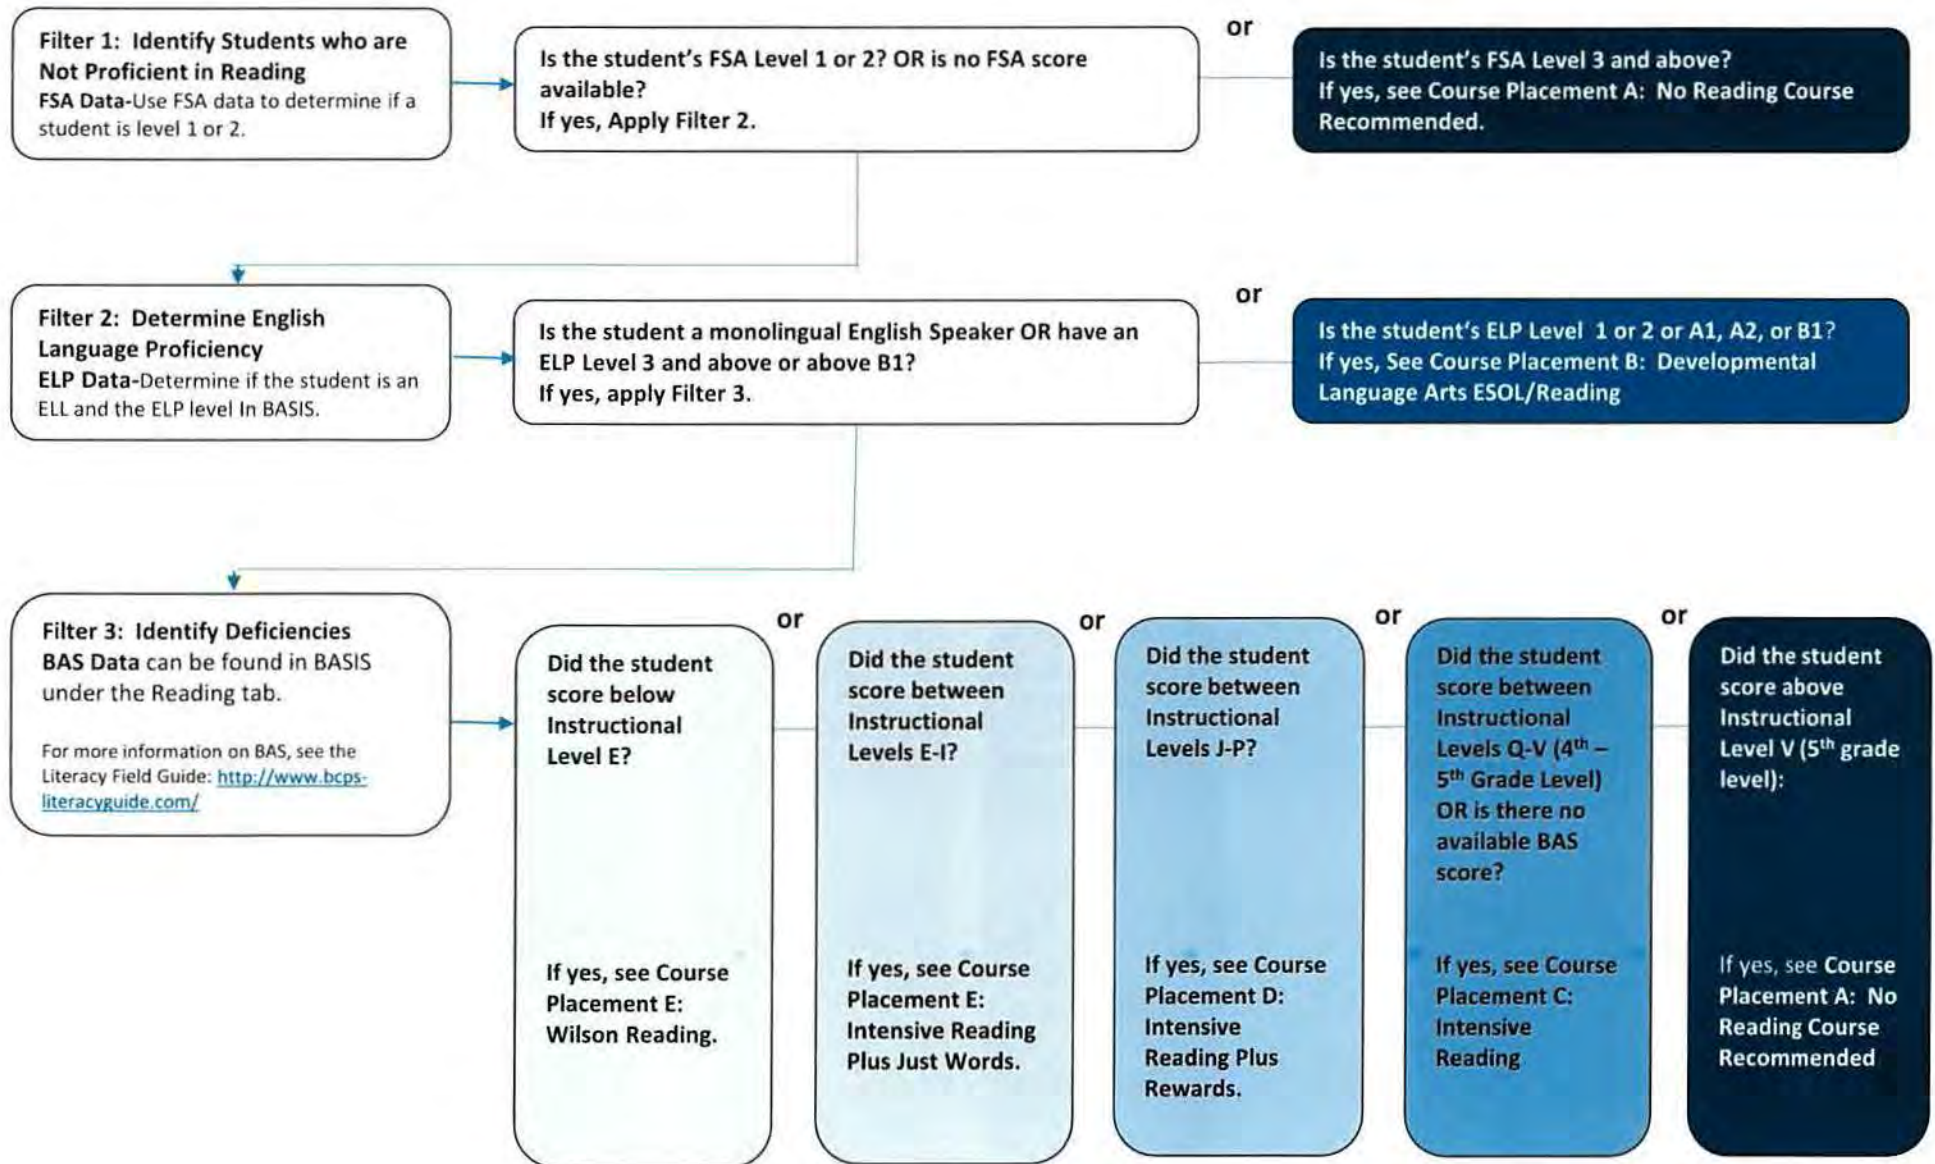 Filter 1: Identify Students who are
Not Proficient in Reading
FSA Data-Use FSA data to determine if a
student is level 1 or 2.
Is the student's FSA Level 1 or 2? OR is no FSA score
available?
If yes, Apply Filter 2.
or
Is the student's FSA Level 3 and above?
If yes, see Course Placement A: No Reading Course
Recommended.
Filter 2: Determine English
Language Proficiency
ELP Data-Determine if the student is an
ELL and the ELP level In BASIS.
Is the student a monolingual English Speaker OR have an
ELP Level 3 and above or above B1?
If yes, apply Filter 3.
or
Is the student's ELP Level 1 or 2 or A1, A2, or B1?
If yes, See Course Placement B: Developmental
Language Arts ESOL/Reading
Filter 3: Identify Deficiencies
BAS Data can be found in BASIS
under the Reading tab.
For more information on BAS, see the
Literacy Field Guide: http://www.bcps-
literacyguide.com/
Did the student
score below
Instructional
Level E?
If yes, see Course
Placement E:
Wilson Reading.
or
Did the student
score between
Instructional
Levels E-I?
If yes, see Course
Placement E:
Intensive Reading
Plus Just Words.
or
Did the student
score between
Instructional
Levels J-P?
If yes, see Course
Placement D:
Intensive
Reading Plus
Rewards.
or
Did the student
score between
Instructional
Levels Q-V (4th –
5th Grade Level)
OR is there no
available BAS
score?
If yes, see Course
Placement C:
Intensive
Reading
or
Did the student
score above
Instructional
Level V (5th grade
level):
If yes, see Course
Placement A: No
Reading Course
Recommended